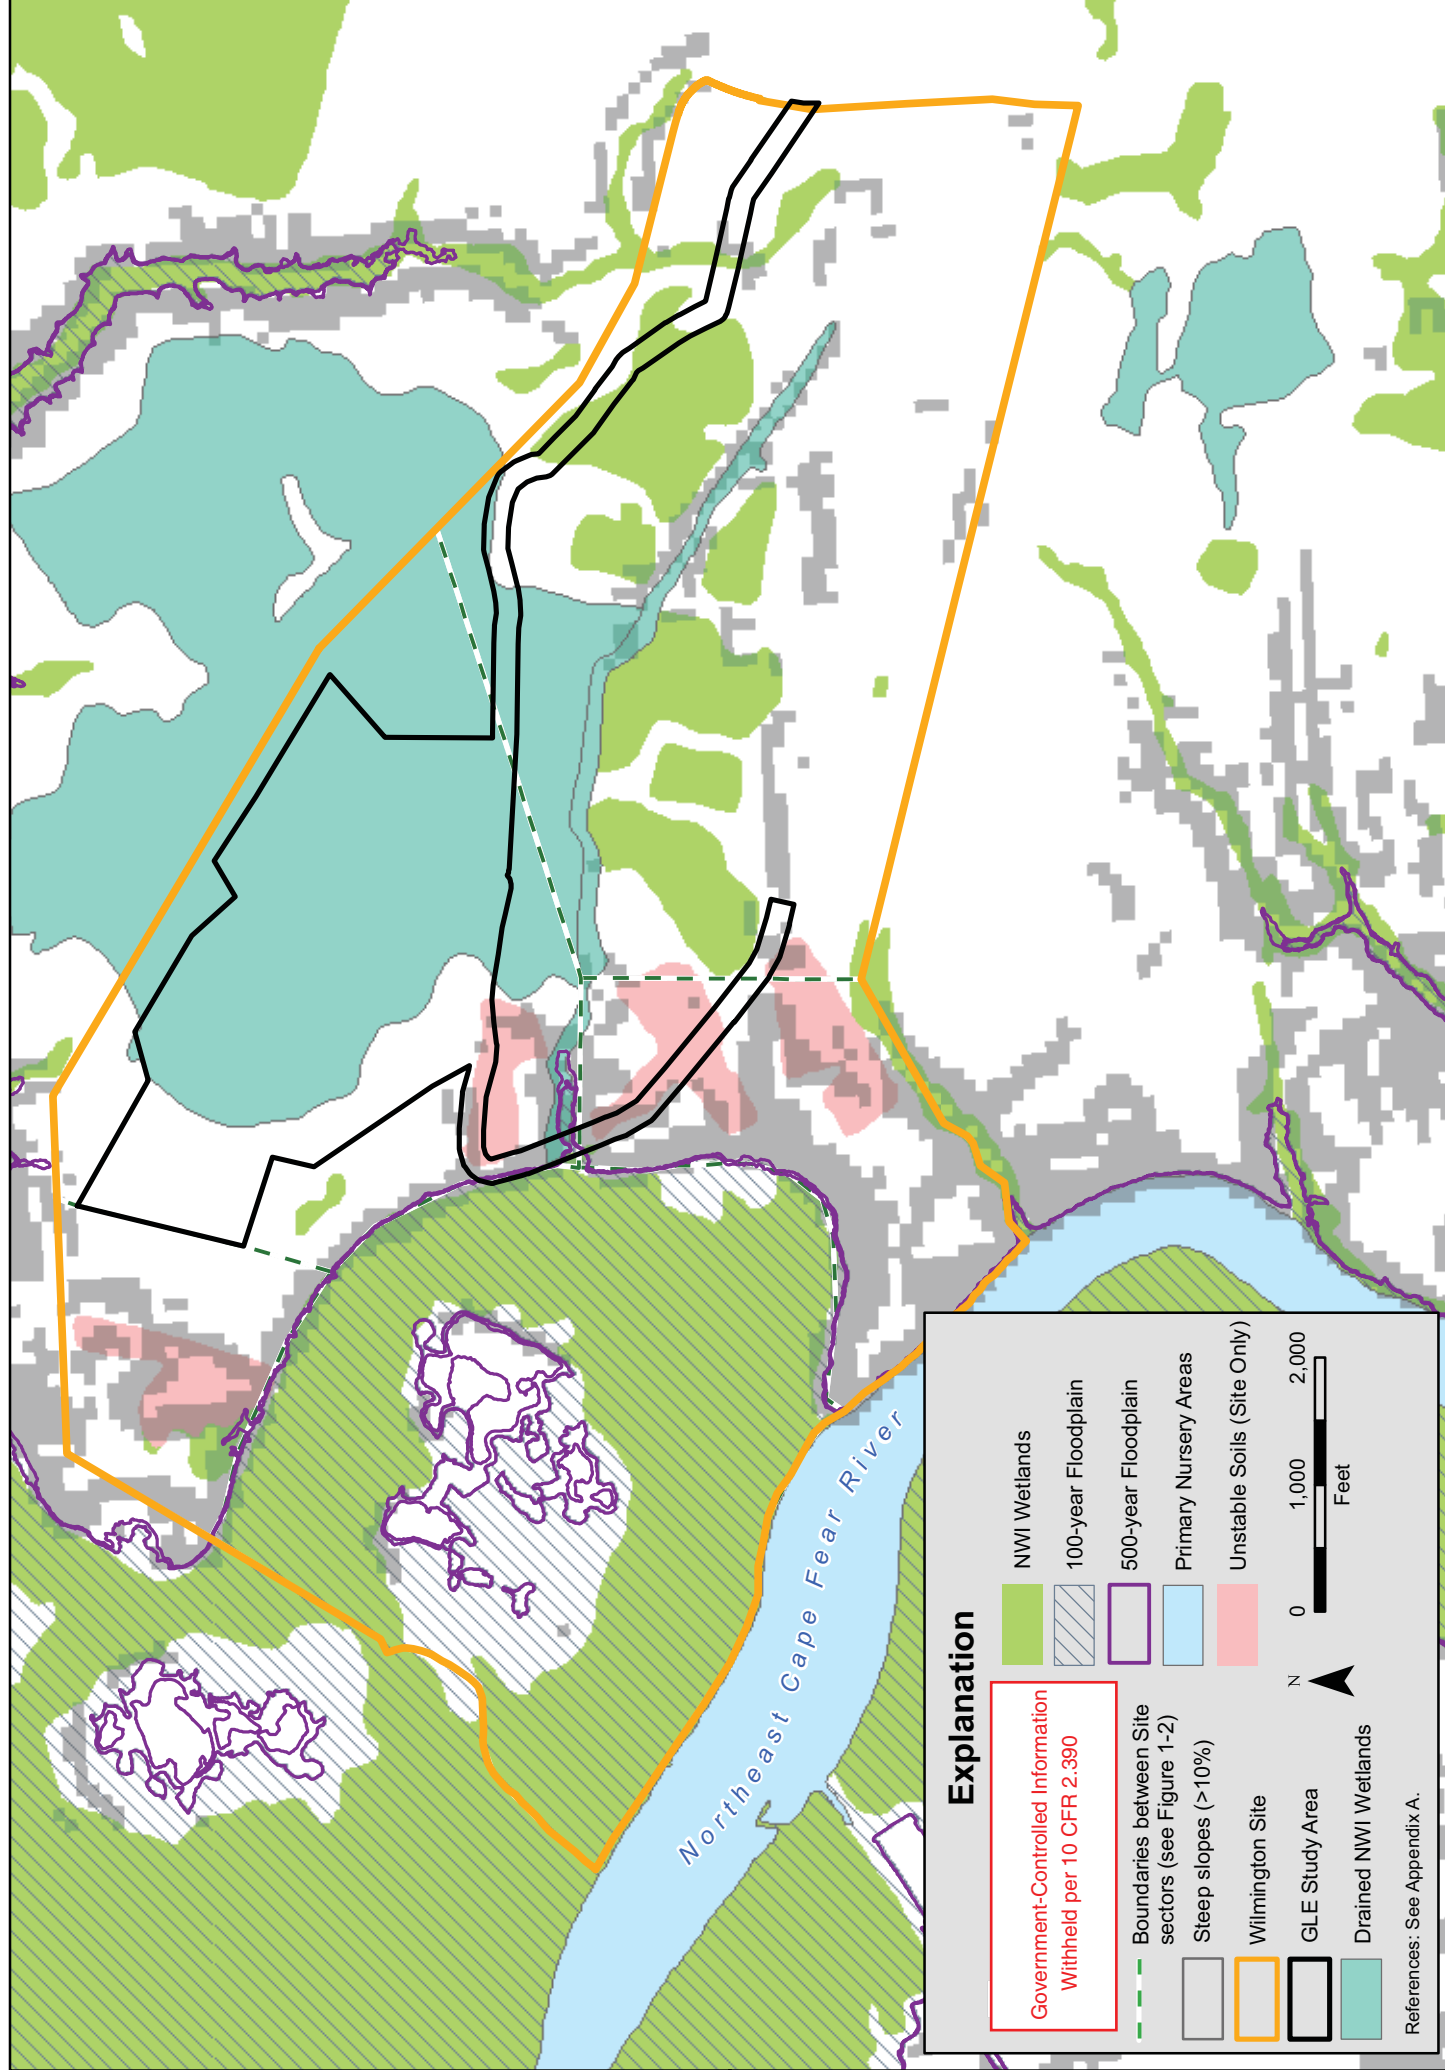 Northeast Cape Fear River
Explanation
Government-Controlled Information
Withheld per 10 CFR 2.390
Boundaries between Site
sectors (see Figure 1-2)
Steep slopes (>10%)
Wilmington Site
GLE Study Area
Drained NWI Wetlands
NWI Wetlands
100-year Floodplain
500-year Floodplain
Primary Nursery Areas
Unstable Soils (Site Only)
N
0 1,000 2,000
Feet
References: See Appendix A.